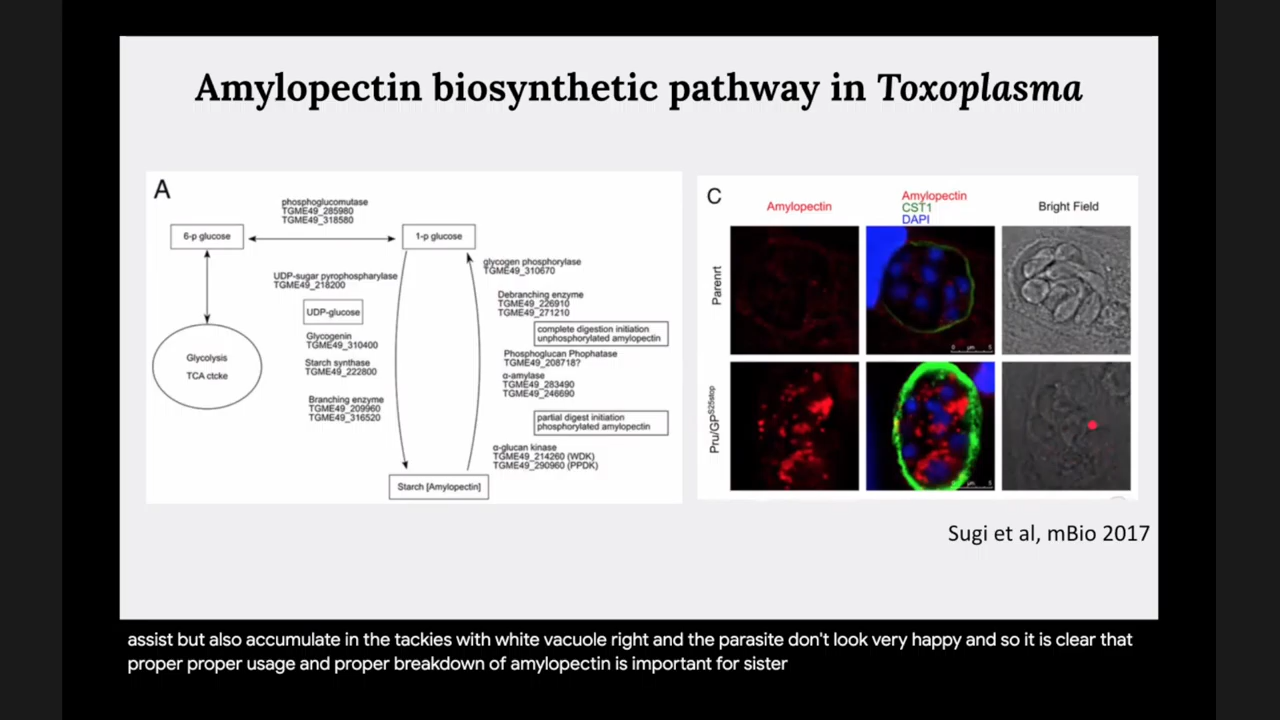 Amylopectin biosynthetic pathway in Toxoplasma
A
phosphoglucomutase
TGME49_285980
TGME49_318580
6-p glucose
1-p glucose
UDP-sugar pyrophospharylase
TGME49_218200
UDP-glucose
Glycogenin
TGME49_310400
Starch synthase
TGME49_222800
Branching enzyme
TGME49_209960
TGME49_316520
Glycolysis
TCA ctcke
glycogen phosphorylase
TGME49_310670
Debranching enzyme
TGME49_226910
TGME49_271210
complete digestion initiation
unphosphorylated amylopectin
Phosphoglucan Phophatase
TGME49_208718?
α-amylase
TGME49_283490
TGME49_246690
partial digest initiation
phosphorylated amylopectin
α-glucan kinase
TGME49_214260 (WDK)
TGME49_290960 (PPDK)
Starch [Amylopectin]
C
Amylopectin
Amylopectin
CST1
DAPI
Bright Field
Parenrt
Pru/GPS25stop
Sugi et al, mBio 2017
assist but also accumulate in the tackies with white vacuole right and the parasite don't look very happy and so it is clear that
proper proper usage and proper breakdown of amylopectin is important for sister